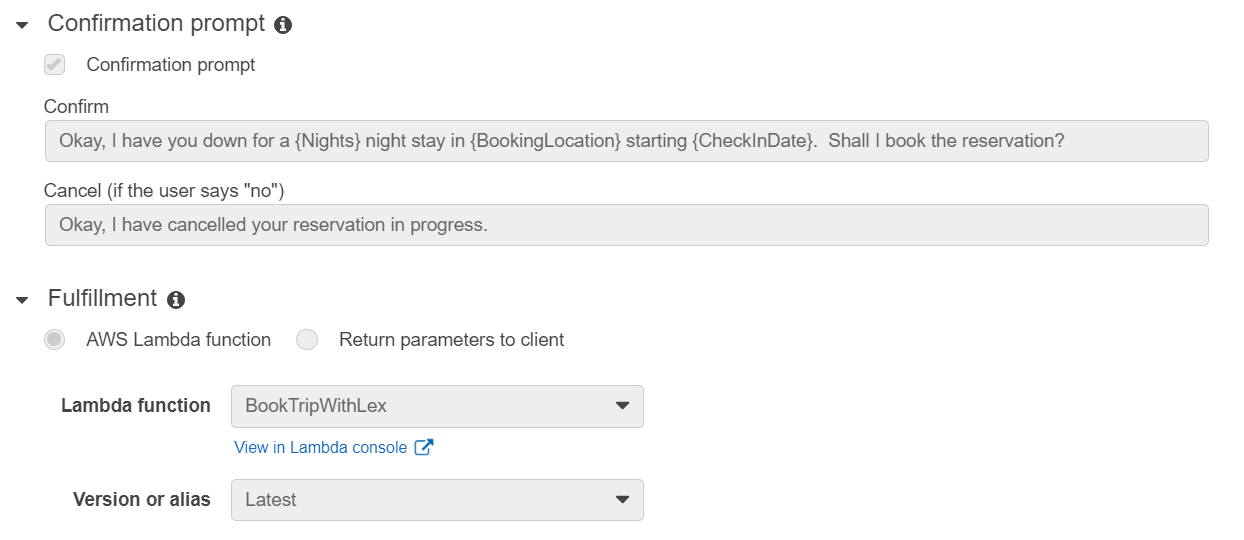 Confirmation prompt
Confirmation prompt
Confirm
Okay, I have you down for a {Nights} night stay in {BookingLocation} starting {CheckInDate}.  Shall I book the reservation?
Cancel (if the user says "no")
Okay, I have cancelled your reservation in progress.
Fulfillment
AWS Lambda function Return parameters to client
Lambda function BookTripWithLex
View in Lambda console
Version or alias Latest